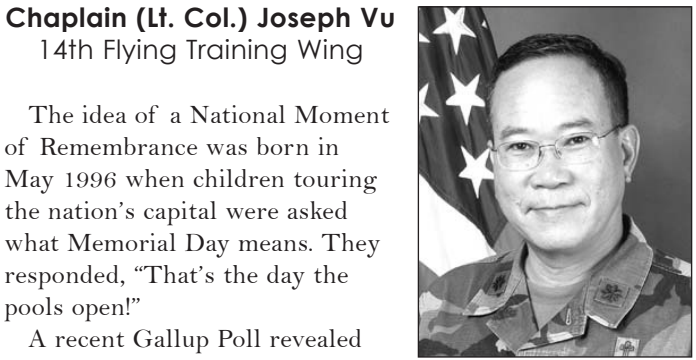 Chaplain (Lt. Col.) Joseph Vu
14th Flying Training Wing
The idea of a National Moment
of Remembrance was born in
May 1996 when children touring
the nation's capital were asked
what Memorial Day means. They
responded, “That's the day the
pools open!”
A recent Gallup Poll revealed